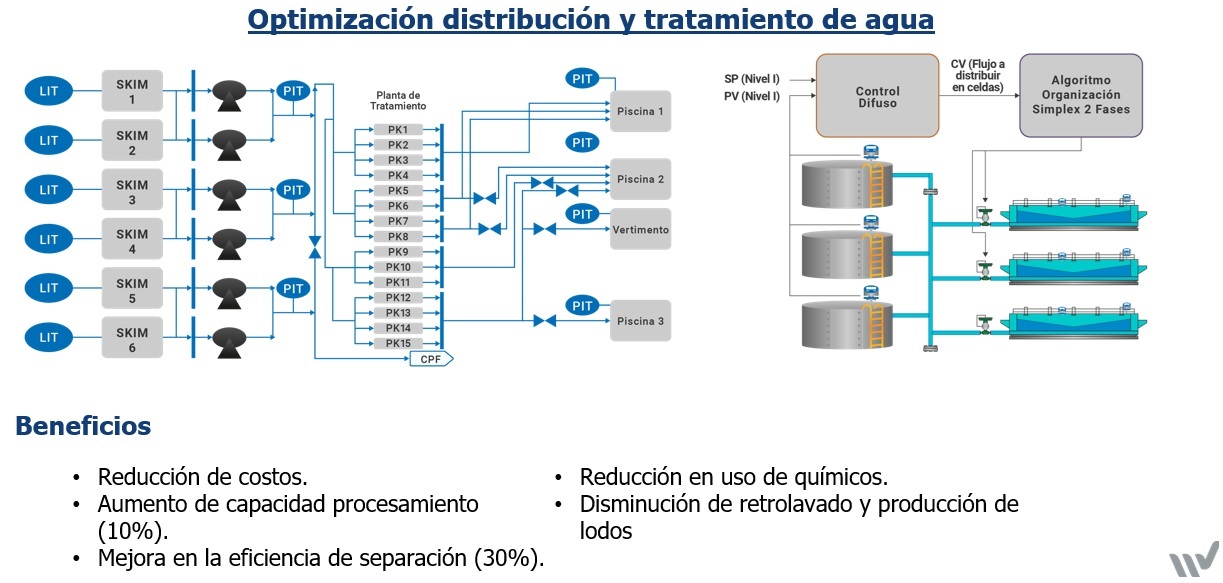 Optimización distribución y tratamiento de agua
LIT
SKIM
1
PIT
LIT
SKIM
2
LIT
SKIM
3
PIT
LIT
SKIM
4
LIT
SKIM
5
PIT
LIT
SKIM
6
Planta de
Tratamiento
PK1
PK2
PK3
PK4
PK5
PK6
PK7
PK8
PK9
PK10
PK11
PK12
PK13
PK14
PK15
CPF
PIT
Piscina 1
PIT
Piscina 2
PIT
Vertimento
PIT
Piscina 3
SP (Nivel I)
PV (Nivel I)
Control
Difuso
CV (Flujo a
distribuir
en celdas)
Algoritmo
Organización
Simplex 2 Fases
Beneficios
• Reducción de costos.
• Aumento de capacidad procesamiento
(10%).
• Mejora en la eficiencia de separación (30%).
• Reducción en uso de químicos.
• Disminución de retrolavado y producción de
lodos